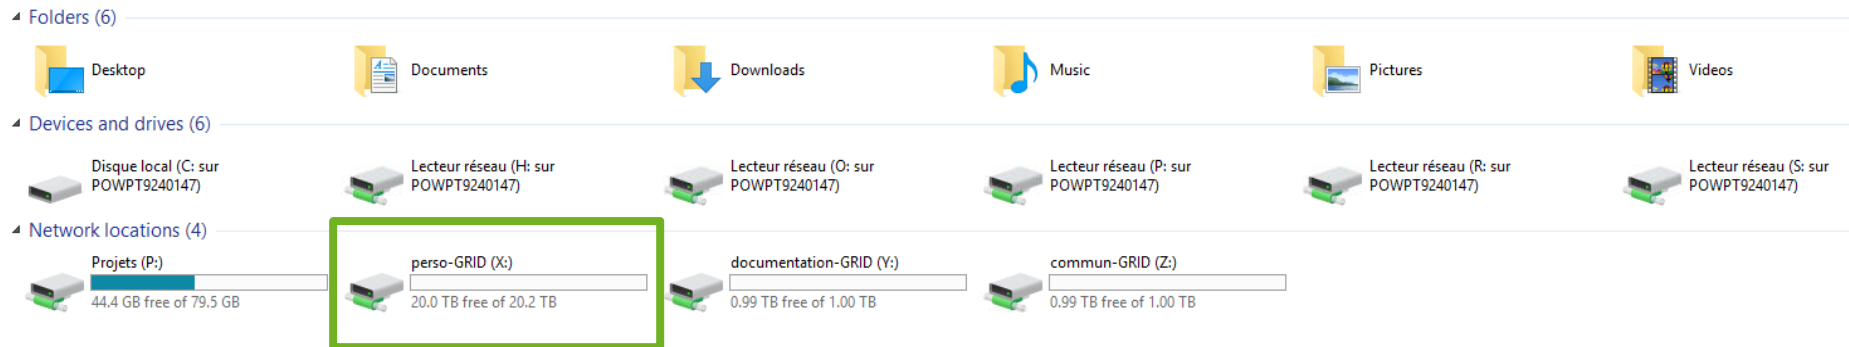 Folders (6)
Desktop
Documents
Downloads
Music
Pictures
Videos
Devices and drives (6)
Disque local (C: sur
POWPT9240147)
Lecteur réseau (H: sur
POWPT9240147)
Lecteur réseau (O: sur
POWPT9240147)
Lecteur réseau (P: sur
POWPT9240147)
Lecteur réseau (R: sur
POWPT9240147)
Lecteur réseau (S: sur
POWPT9240147)
Network locations (4)
Projets (P:)
44.4 GB free of 79.5 GB
perso-GRID (X:)
20.0 TB free of 20.2 TB
documentation-GRID (Y:)
0.99 TB free of 1.00 TB
commun-GRID (Z:)
0.99 TB free of 1.00 TB